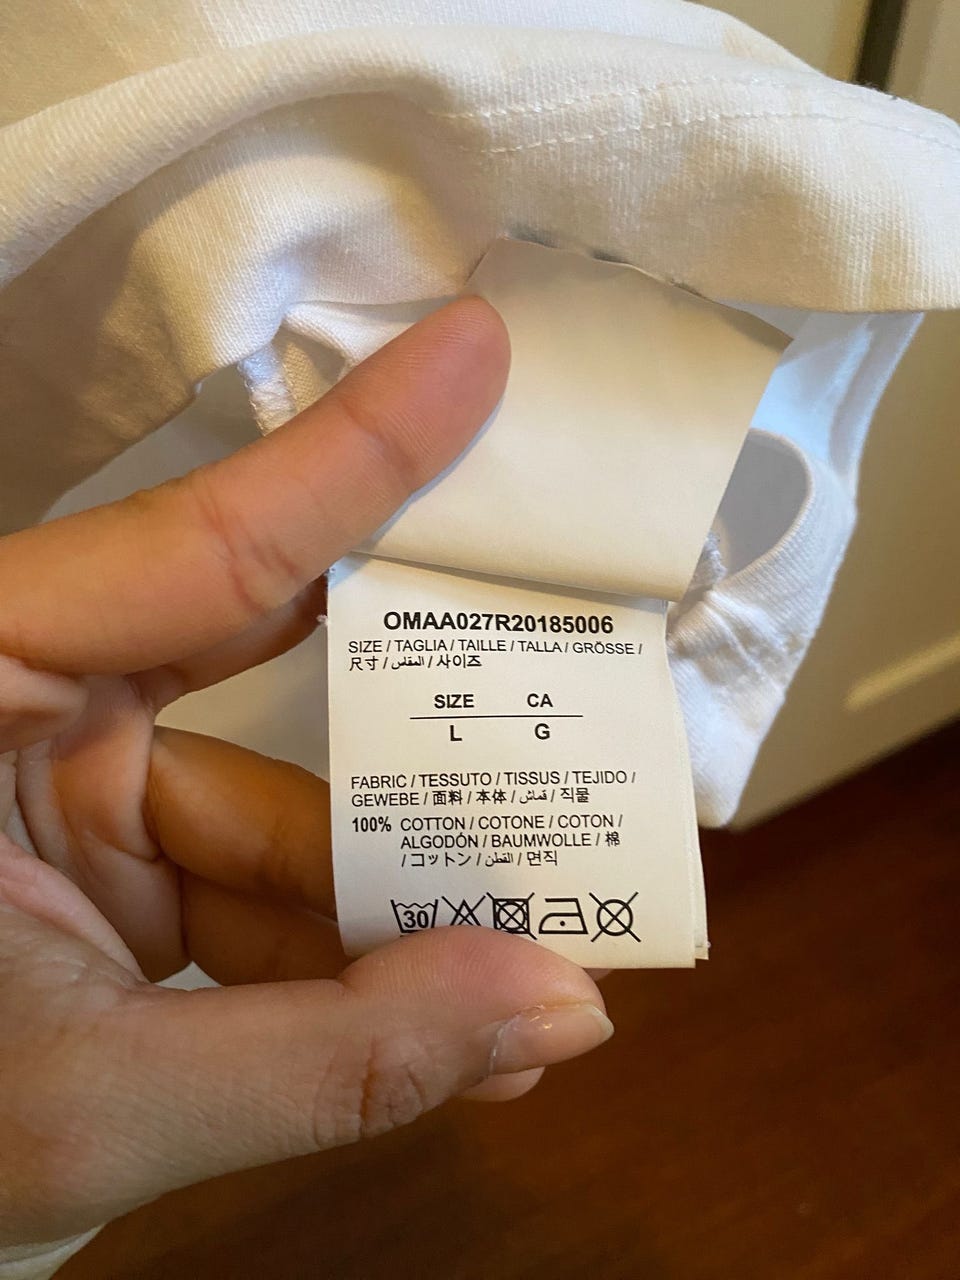 OMAA027R20185006
SIZE / TAGLIA / TAILLE / TALLA / GRÖSSE /
尺寸 / المقاس / 사이즈
SIZE CA
L G
FABRIC / TESSUTO / TISSUS / TEJIDO /
GEWEBE / 面料 / 本体 / قماش / 직물
100% COTTON / COTONE / COTON /
ALGODÓN / BAUMWOLLE / 棉
/ コットン / القطن / 면직
30